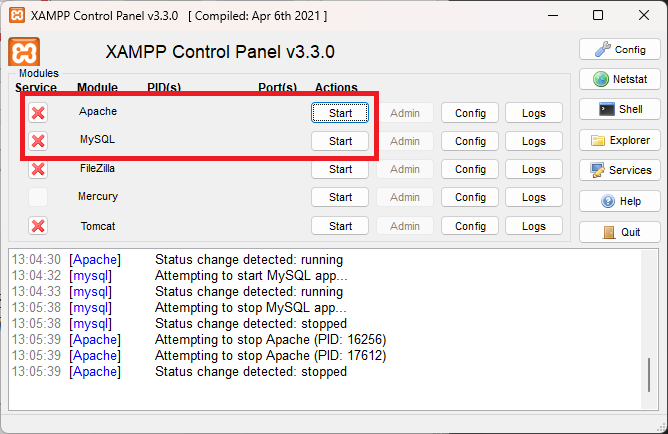 XAMPP Control Panel v3.3.0 [ Compiled: Apr 6th 2021 ]
XAMPP Control Panel v3.3.0
Config
Modules
Service Module PID(s) Port(s) Actions
Netstat
Apache Start Admin Config Logs
Shell
MySQL Start Admin Config Logs
Explorer
FileZilla Start Admin Config Logs
Services
Mercury Start Admin Config Logs
Help
Tomcat Start Admin Config Logs
Quit
13:04:30 [Apache] Status change detected: running
13:04:32 [mysql] Attempting to start MySQL app...
13:04:33 [mysql] Status change detected: running
13:05:38 [mysql] Attempting to stop MySQL app...
13:05:38 [mysql] Status change detected: stopped
13:05:39 [Apache] Attempting to stop Apache (PID: 16256)
13:05:39 [Apache] Attempting to stop Apache (PID: 17612)
13:05:39 [Apache] Status change detected: stopped